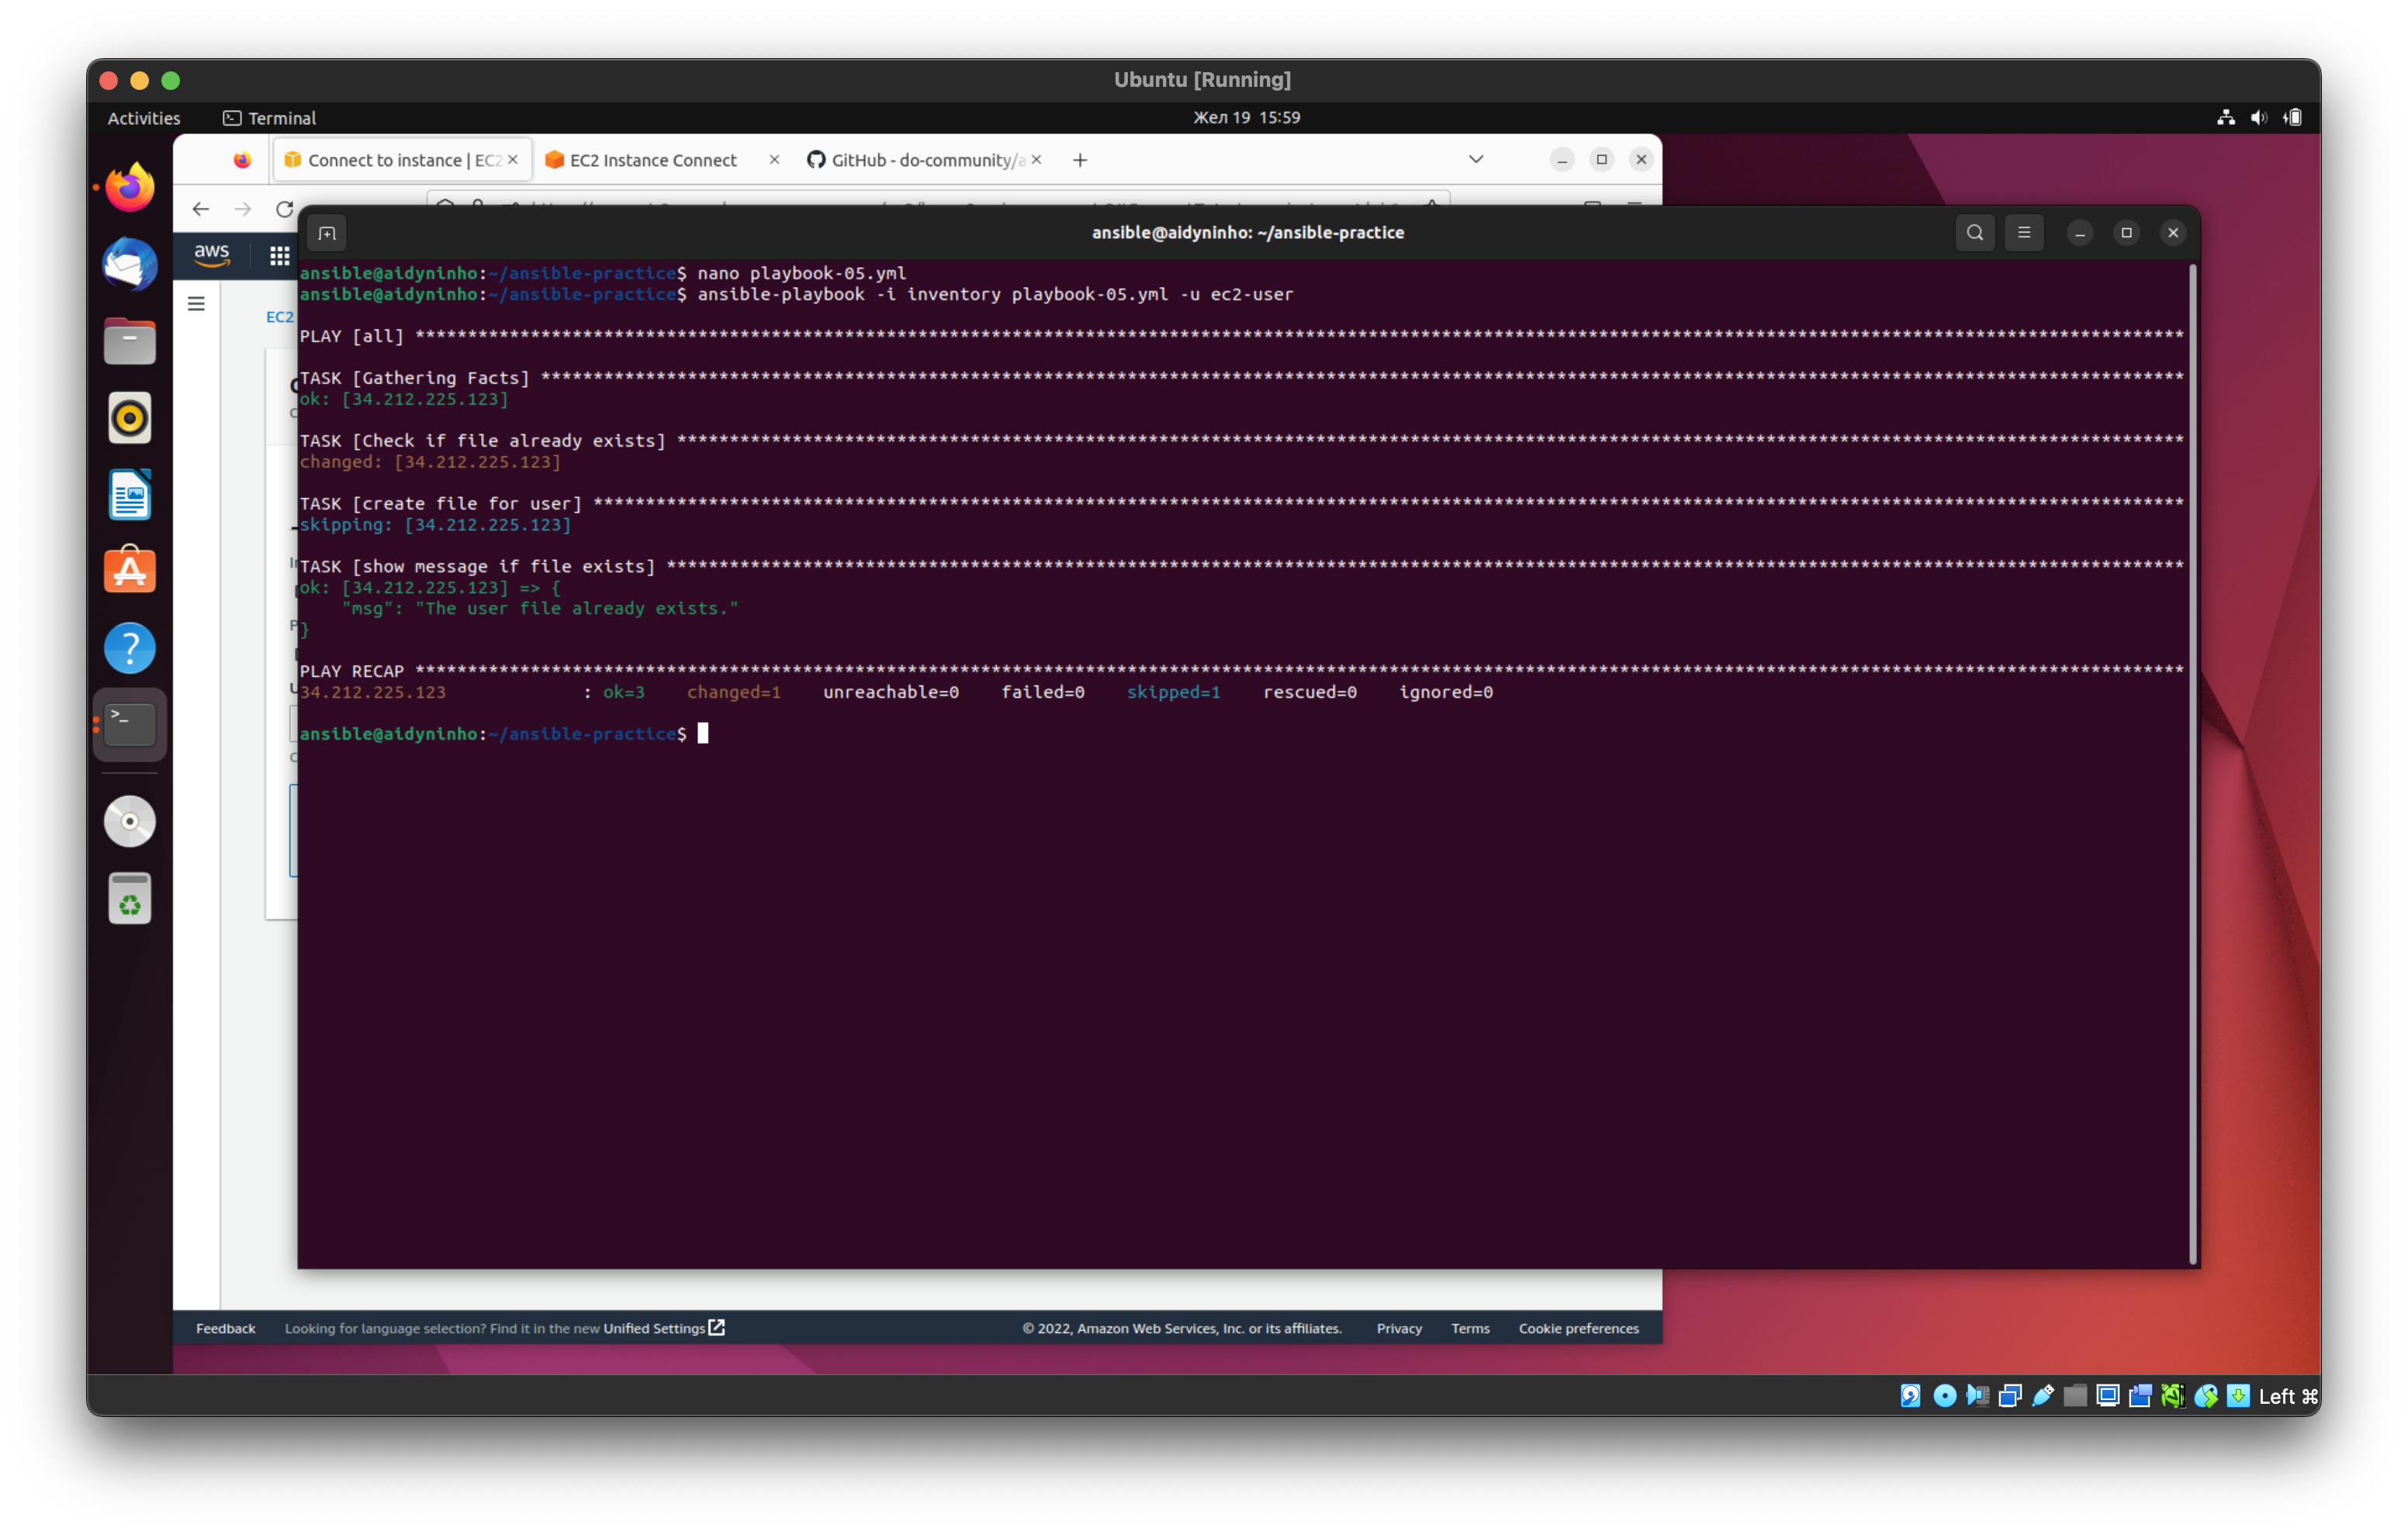 Ubuntu [Running]
Activities
Terminal
Жел 19 15:59
Connect to instance | EC2
EC2 Instance Connect
GitHub - do-community/a
aws
EC2
ansible@aidyninho: ~/ansible-practice
ansible@aidyninho:~/ansible-practice$ nano playbook-05.yml
ansible@aidyninho:~/ansible-practice$ ansible-playbook -i inventory playbook-05.yml -u ec2-user
PLAY [all] ****************************************************************************************************************************************************************************
TASK [Gathering Facts] ****************************************************************************************************************************************************************
ok: [34.212.225.123]
TASK [Check if file already exists] ***************************************************************************************************************************************************
changed: [34.212.225.123]
TASK [create file for user] ***********************************************************************************************************************************************************
skipping: [34.212.225.123]
TASK [show message if file exists] ****************************************************************************************************************************************************
ok: [34.212.225.123] => {
    "msg": "The user file already exists."
}
PLAY RECAP ****************************************************************************************************************************************************************************
34.212.225.123             : ok=3    changed=1    unreachable=0    failed=0    skipped=1    rescued=0    ignored=0
ansible@aidyninho:~/ansible-practice$
Feedback
Looking for language selection? Find it in the new Unified Settings
© 2022, Amazon Web Services, Inc. or its affiliates.
Privacy
Terms
Cookie preferences
Left ⌘